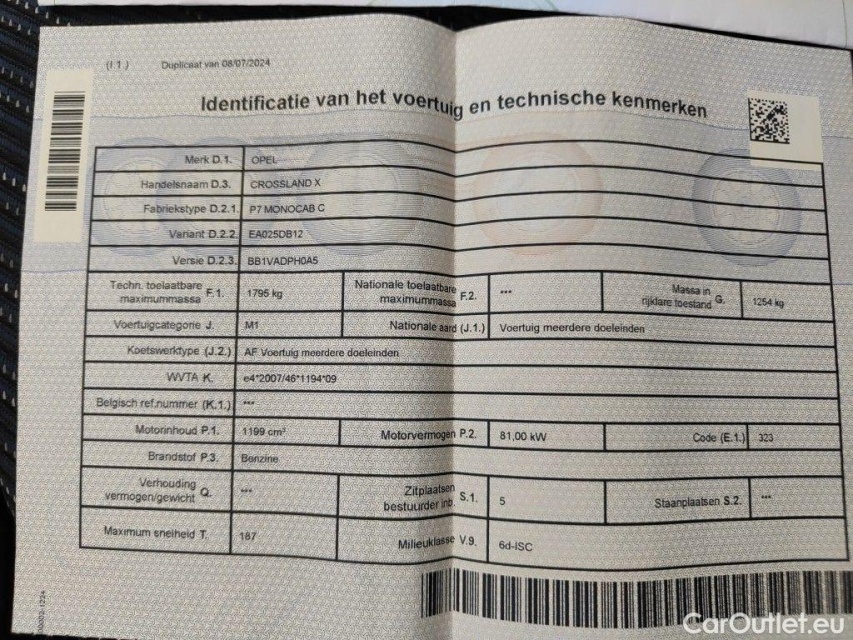 (I.1.) Duplicaat van 08/07/2024
Identificatie van het voertuig en technische kenmerken
Merk D.1. OPEL
Handelsnaam D.3. CROSSLAND X
Fabriekstype D.2.1. P7 MONOCAB C
Variant D.2.2. EA025DB12
Versie D.2.3. BB1VADPH0A5
Techn. toelaatbare maximummassa F.1. 1795 kg Nationale toelaatbare maximummassa F.2. *** Massa in rijklare toestand G. 1254 kg
Voertuigcategorie J. M1 Nationale aard (J.1.) Voertuig meerdere doeleinden
Koetswerktype (J.2.) AF Voertuig meerdere doeleinden
WVTA K. e4*2007/46*1194*09
Belgisch ref.nummer (K.1.) ***
Motorinhoud P.1. 1199 cm³ Motorvermogen P.2. 81,00 kW Code (E.1.) 323
Brandstof P.3. Benzine
Verhouding vermogen/gewicht Q. *** Zitplaatsen bestuurder inb. S.1. 5 Staanplaatsen S.2. ***
Maximum snelheid T. 187 Milieuklasse V.9. 6d-ISC
CarOutlet.eu